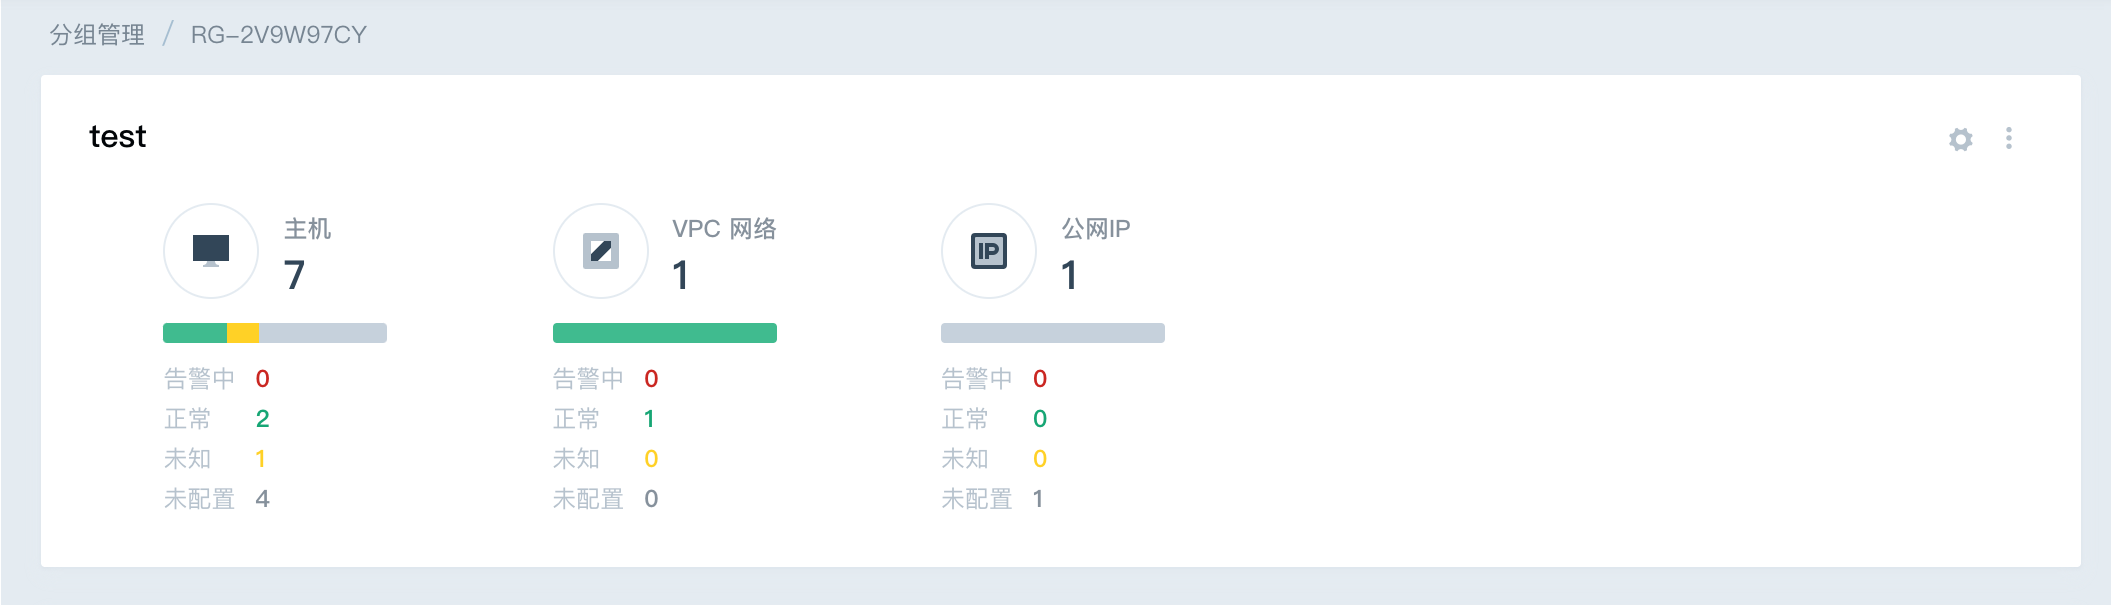 分组管理 / RG-2V9W97CY
test
主机
7
告警中 0
正常 2
未知 1
未配置 4
VPC 网络
1
告警中 0
正常 1
未知 0
未配置 0
IP
公网IP
1
告警中 0
正常 0
未知 0
未配置 1